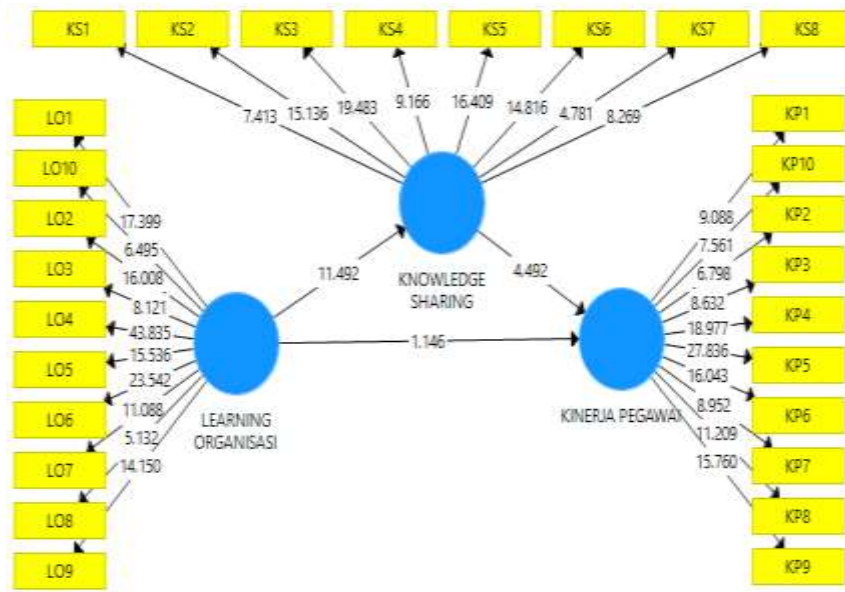 KS1
KS2
KS3
KS4
KS5
KS6
KS7
KS8
7.413
15.136
19.483
9.166
16.409
14.816
4.781
8.269
LO1
LO10
LO2
LO3
LO4
LO5
LO6
LO7
LO8
LO9
17.399
6.495
16.008
8.121
43.835
15.536
23.542
11.088
5.132
14.150
LEARNING
ORGANISASI
11.492
KNOWLEDGE
SHARING
4.492
1.146
KINERJA PEGAWAI
9.088
7.561
6.798
8.632
18.977
27.836
16.043
8.952
11.209
15.760
KP1
KP10
KP2
KP3
KP4
KP5
KP6
KP7
KP8
KP9